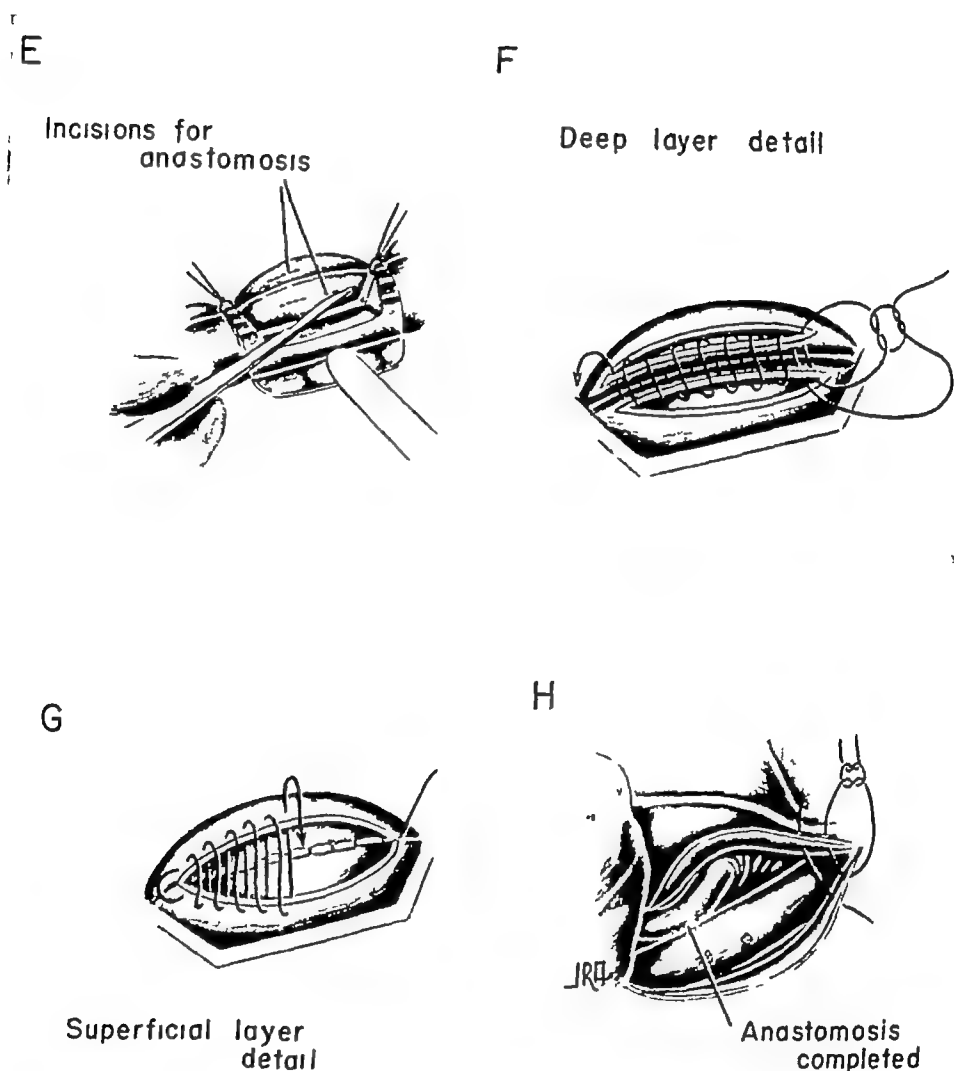 E
Incisions for
anastomosis
F
Deep layer detail
G
Superficial layer
detail
H
Anastomosis
completed